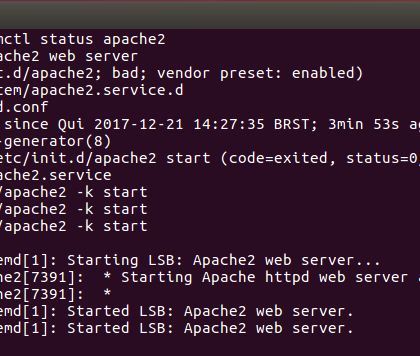 mctl status apache2
ache2 web server
t.d/apache2; bad; vendor preset: enabled)
tem/apache2.service.d
d.conf
since Qui 2017-12-21 14:27:35 BRST; 3min 53s ag
-generator(8)
etc/init.d/apache2 start (code=exited, status=0,
ache2.service
/apache2 -k start
/apache2 -k start
/apache2 -k start
emd[1]: Starting LSB: Apache2 web server...
he2[7391]:  * Starting Apache httpd web server a
he2[7391]:  *
emd[1]: Started LSB: Apache2 web server.
emd[1]: Started LSB: Apache2 web server.